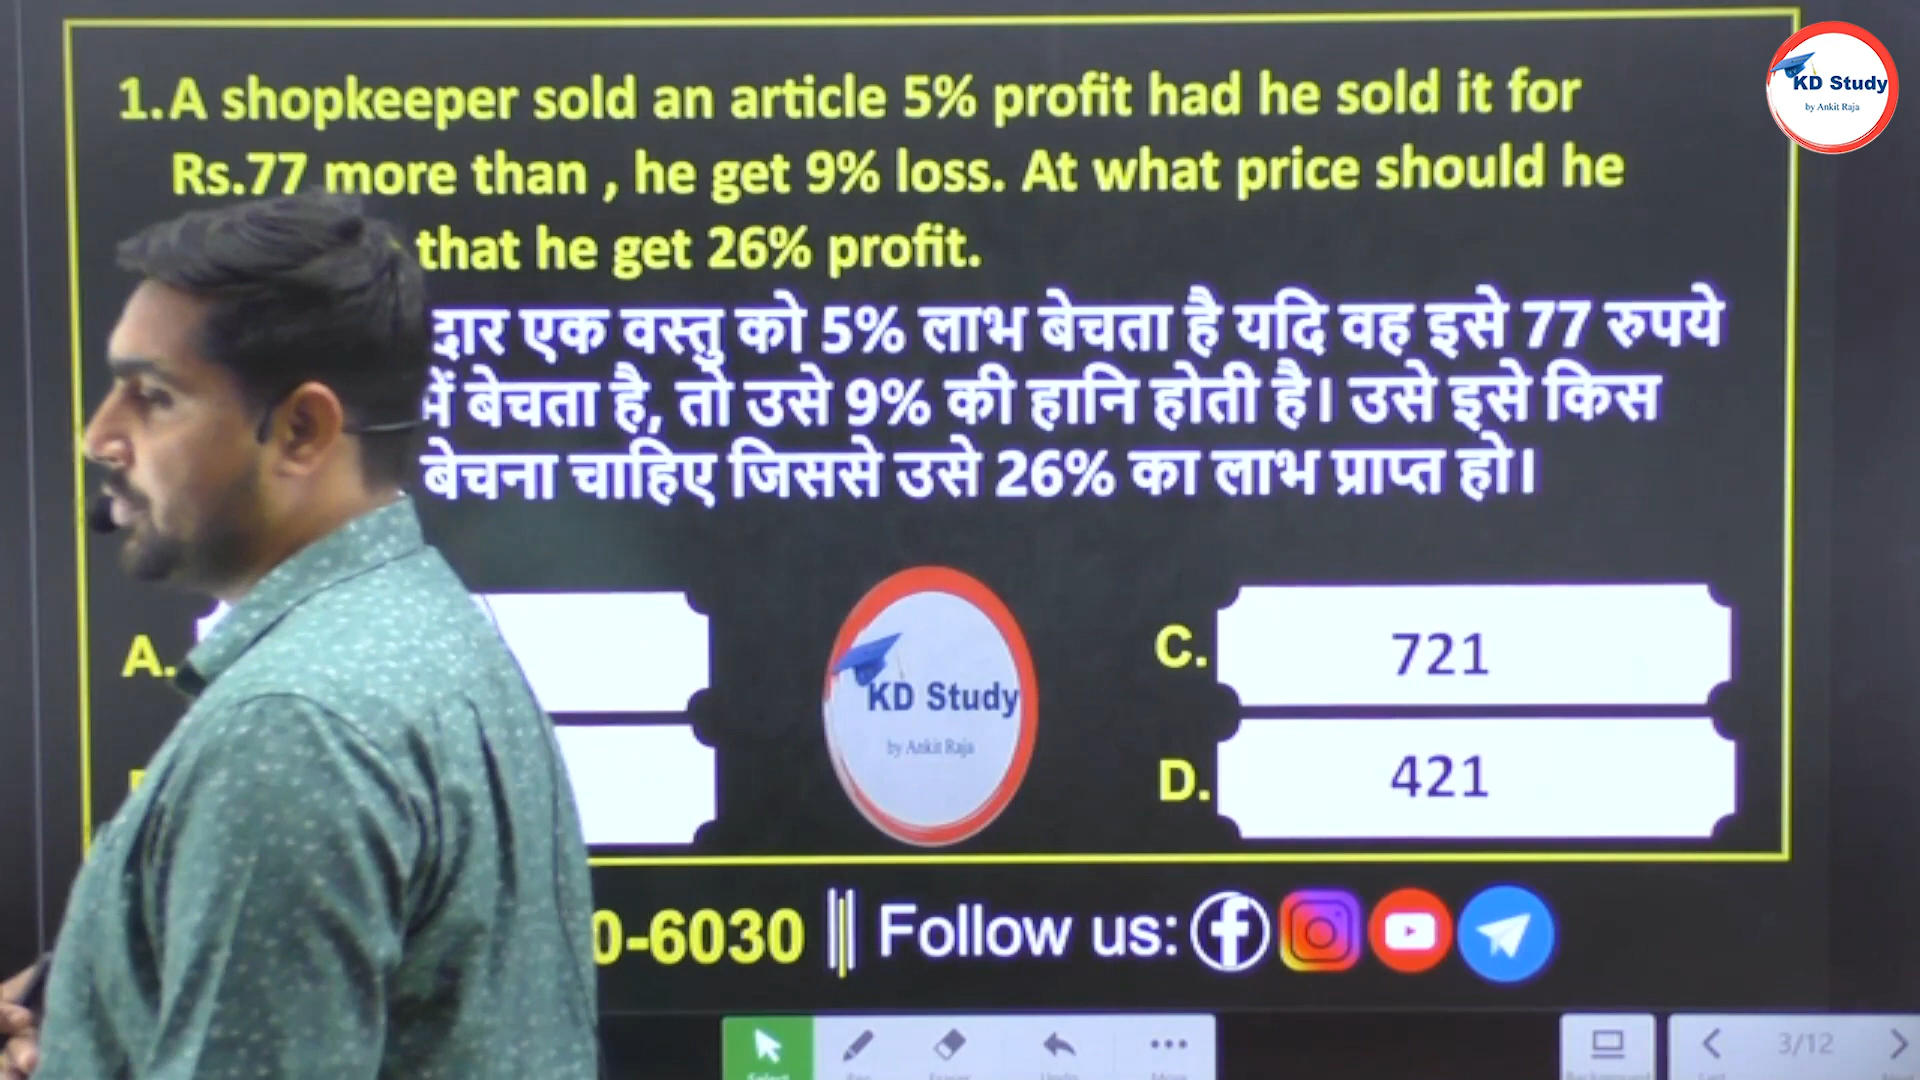 KD Study
by Ankit Raja
1. A shopkeeper sold an article 5% profit had he sold it for
Rs.77 more than , he get 9% loss. At what price should he
that he get 26% profit.
एक वस्तु को 5% लाभ बेचता है यदि वह इसे 77 रुपये
में बेचता है, तो उसे 9% की हानि होती है। उसे इसे किस
बेचना चाहिए जिससे उसे 26% का लाभ प्राप्त हो।
A.
C. 721
D. 421
KD Study
by Ankit Raja
0-6030 Follow us:
Select
3/12